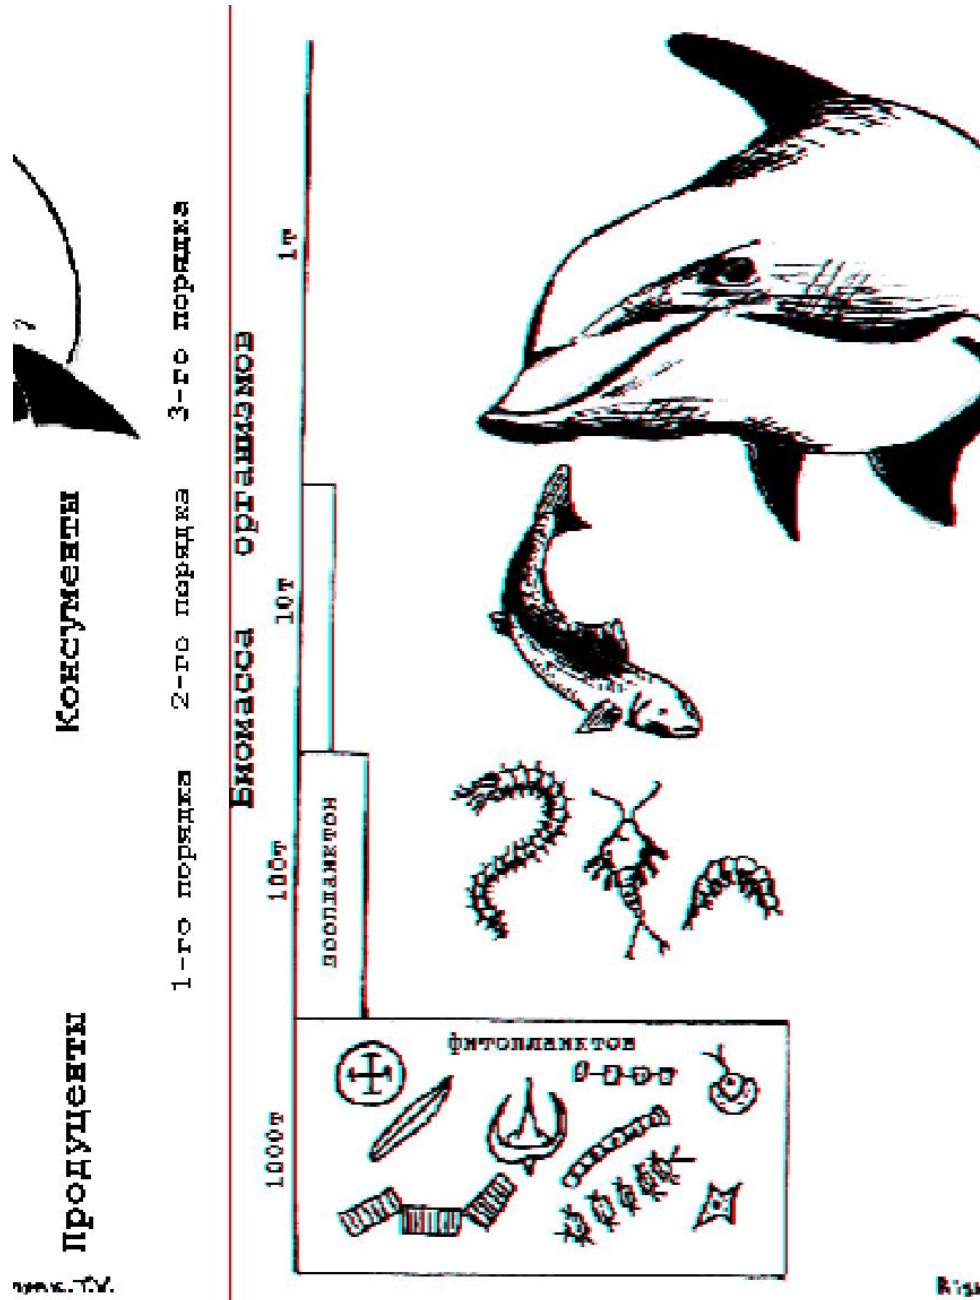 1т
3-го порядка
Биомасса организмов
Консументы
2-го порядка
10т
1-го порядка
100т
зоопланктон
Продуценты
1000т
фитопланктон